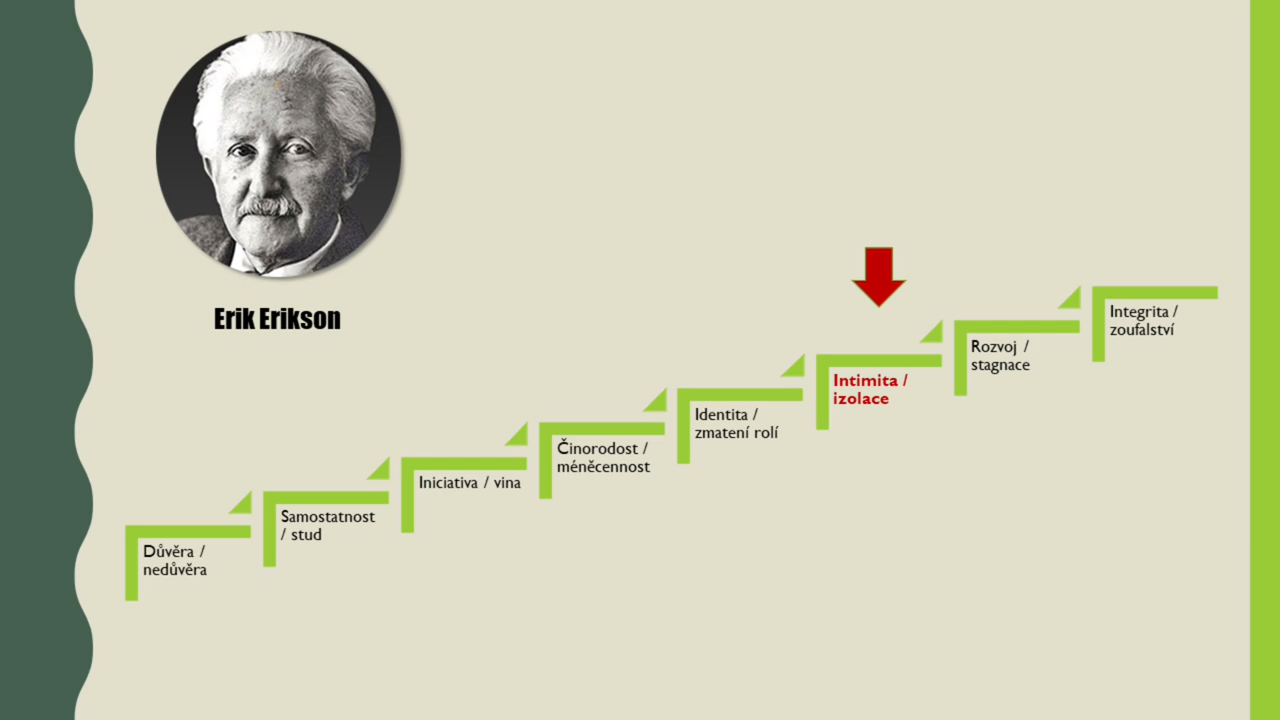 Erik Erikson
Důvěra /
nedůvěra
Samostatnost
/ stud
Iniciativa / vina
Činorodost /
méněcennost
Identita /
zmatení rolí
Intimita /
izolace
Rozvoj /
stagnace
Integrita /
zoufalství